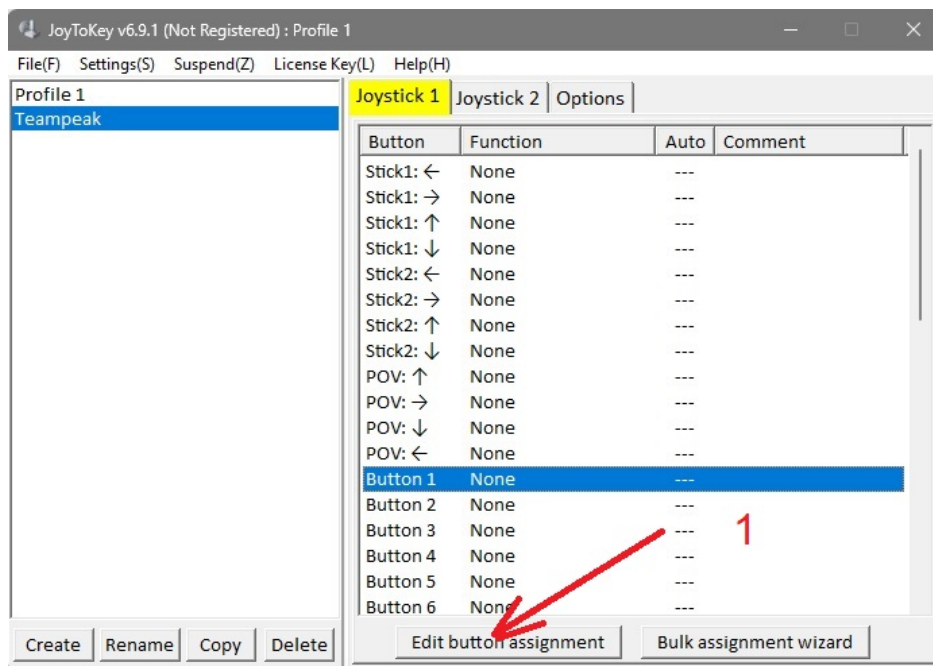 JoyToKey v6.9.1 (Not Registered) : Profile 1
File(F) Settings(S) Suspend(Z) License Key(L) Help(H)
Profile 1
Teampeak
Joystick 1 Joystick 2 Options
Button Function Auto Comment
Stick1: ← None ---
Stick1: → None ---
Stick1: ↑ None ---
Stick1: ↓ None ---
Stick2: ← None ---
Stick2: → None ---
Stick2: ↑ None ---
Stick2: ↓ None ---
POV: ↑ None ---
POV: → None ---
POV: ↓ None ---
POV: ← None ---
Button 1 None ---
Button 2 None ---
Button 3 None ---
1
Button 4 None ---
Button 5 None ---
Button 6 None ---
Create Rename Copy Delete
Edit button assignment Bulk assignment wizard